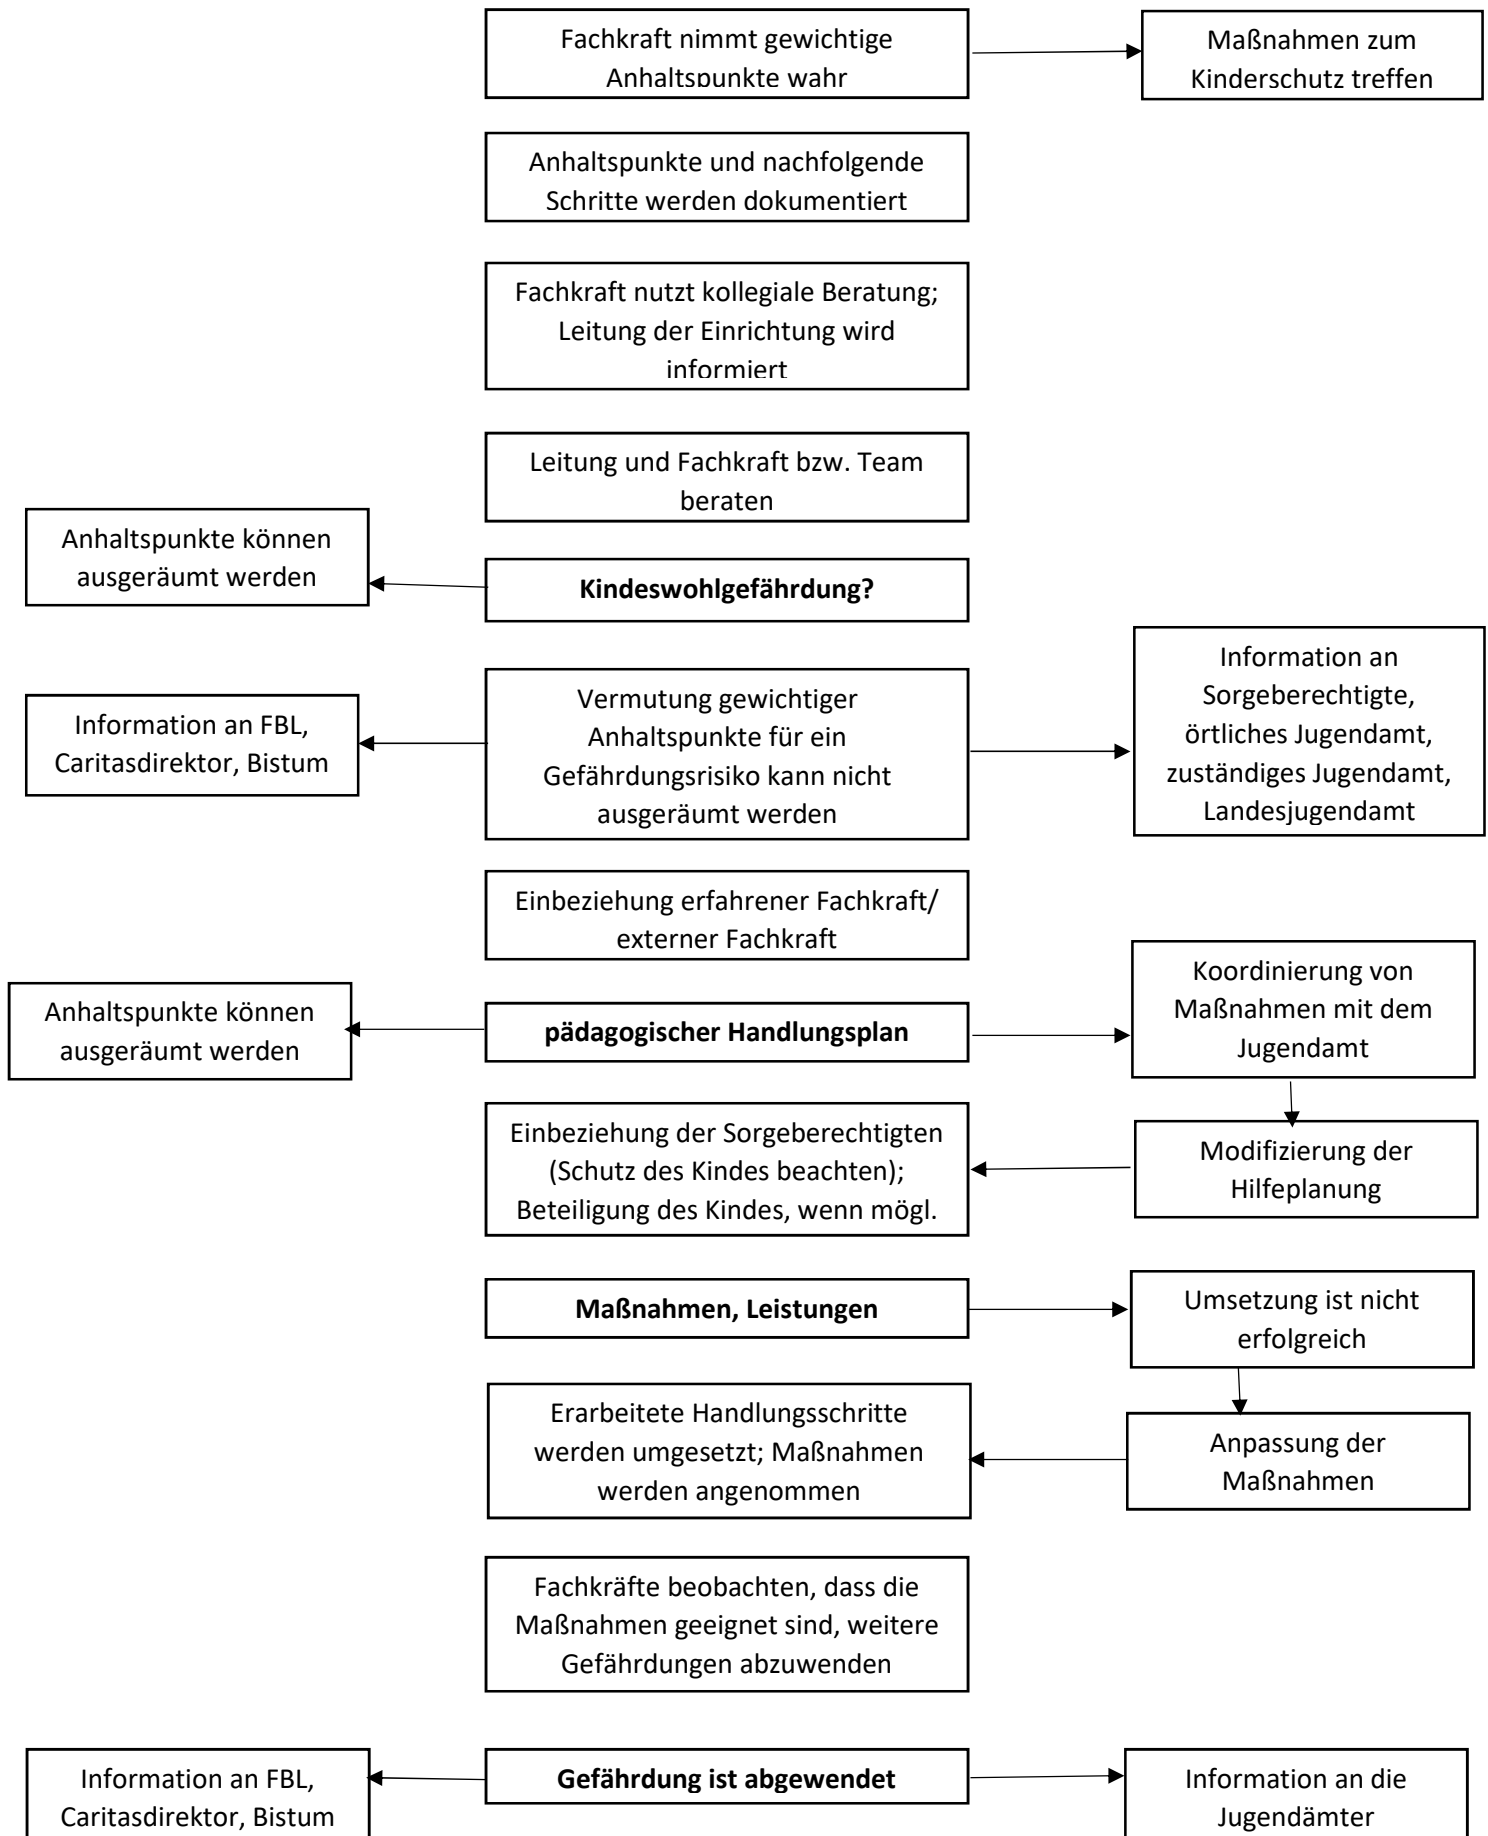 Fachkraft nimmt gewichtige
Anhaltspunkte wahr
Maßnahmen zum
Kinderschutz treffen
Anhaltspunkte und nachfolgende
Schritte werden dokumentiert
Fachkraft nutzt kollegiale Beratung;
Leitung der Einrichtung wird
informiert
Leitung und Fachkraft bzw. Team
beraten
Anhaltspunkte können
ausgeräumt werden
Kindeswohlgefährdung?
Information an FBL,
Caritasdirektor, Bistum
Vermutung gewichtiger
Anhaltspunkte für ein
Gefährdungsrisiko kann nicht
ausgeräumt werden
Information an
Sorgeberechtigte,
örtliches Jugendamt,
zuständiges Jugendamt,
Landesjugendamt
Einbeziehung erfahrener Fachkraft/
externer Fachkraft
Anhaltspunkte können
ausgeräumt werden
pädagogischer Handlungsplan
Koordinierung von
Maßnahmen mit dem
Jugendamt
Einbeziehung der Sorgeberechtigten
(Schutz des Kindes beachten);
Beteiligung des Kindes, wenn mögl.
Modifizierung der
Hilfeplanung
Maßnahmen, Leistungen
Umsetzung ist nicht
erfolgreich
Erarbeitete Handlungsschritte
werden umgesetzt; Maßnahmen
werden angenommen
Anpassung der
Maßnahmen
Fachkräfte beobachten, dass die
Maßnahmen geeignet sind, weitere
Gefährdungen abzuwenden
Information an FBL,
Caritasdirektor, Bistum
Gefährdung ist abgewendet
Information an die
Jugendämter